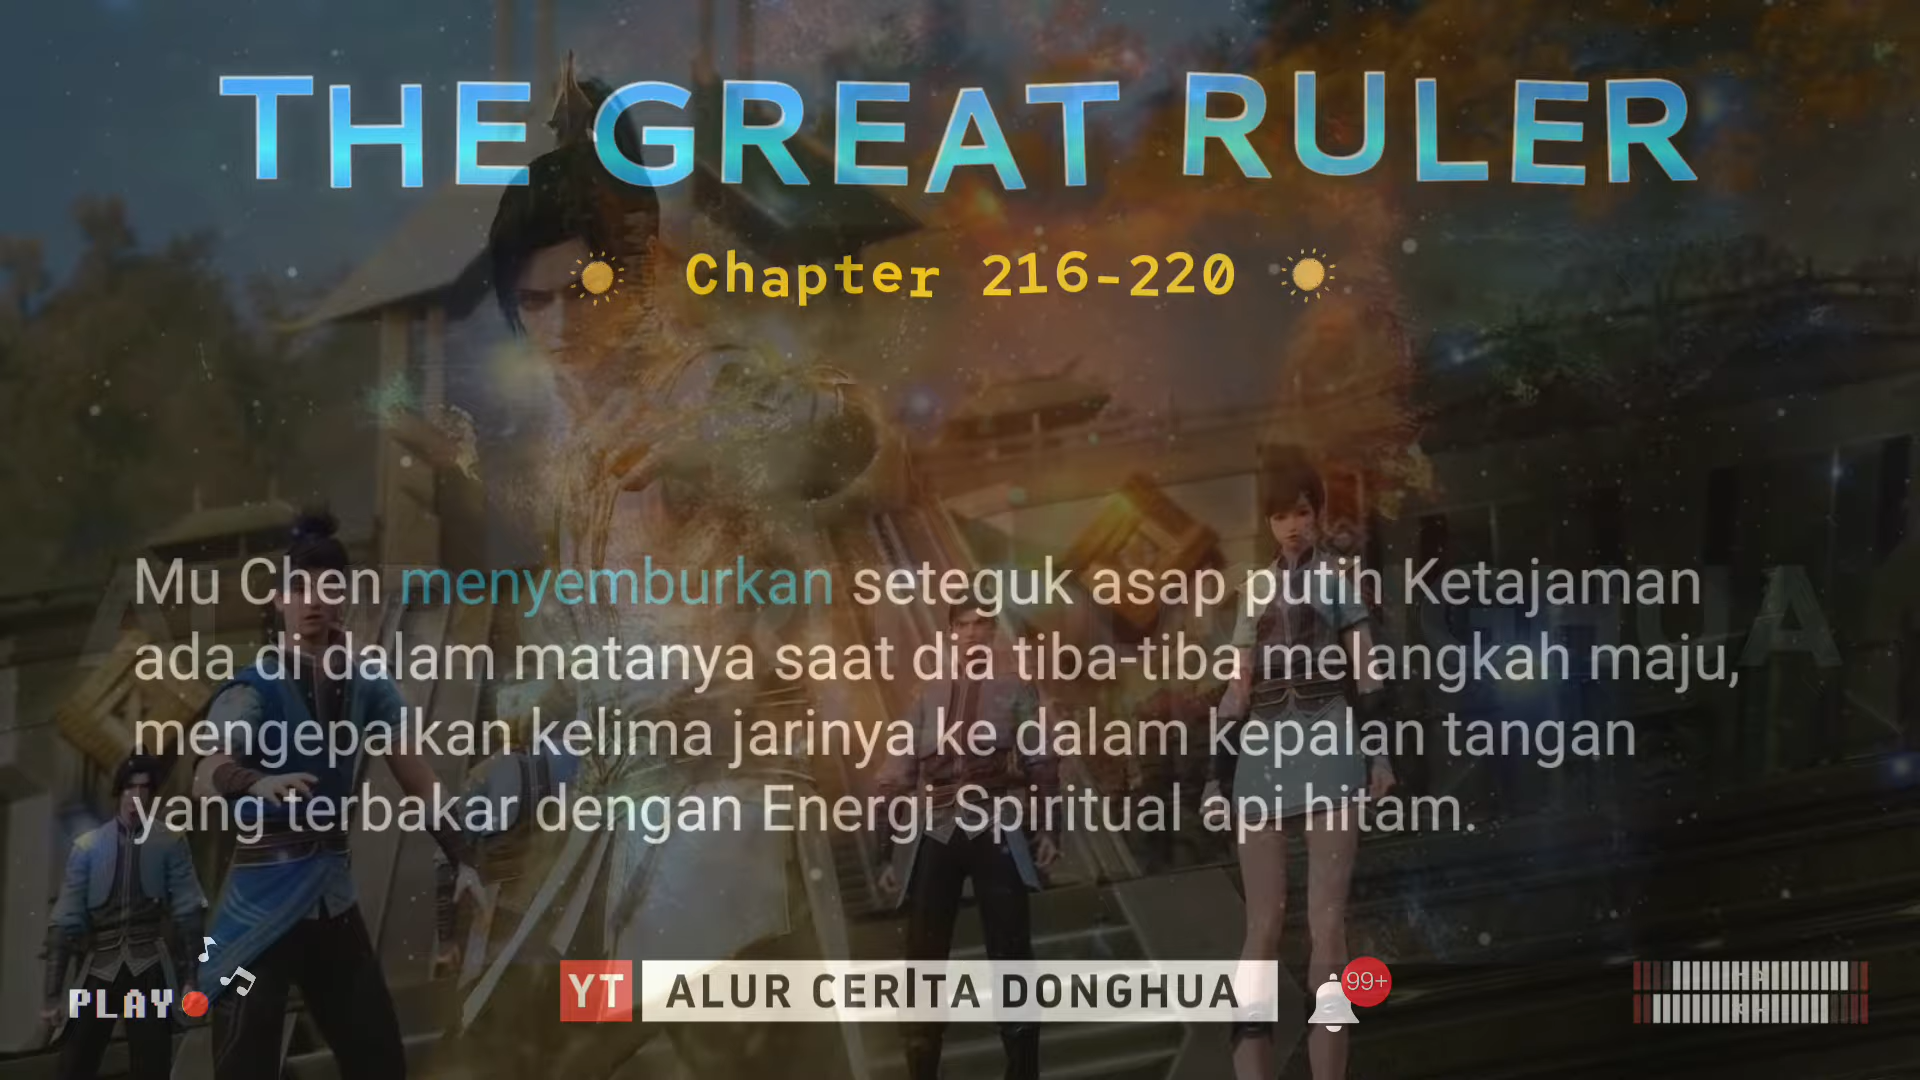 THE GREAT RULER
Chapter 216-220
Mu Chen menyemburkan seteguk asap putih Ketajaman
ada di dalam matanya saat dia tiba-tiba melangkah maju,
mengepalkan kelima jarinya ke dalam kepalan tangan
yang terbakar dengan Energi Spiritual api hitam.
PLAY
YT ALUR CERITA DONGHUA
99+